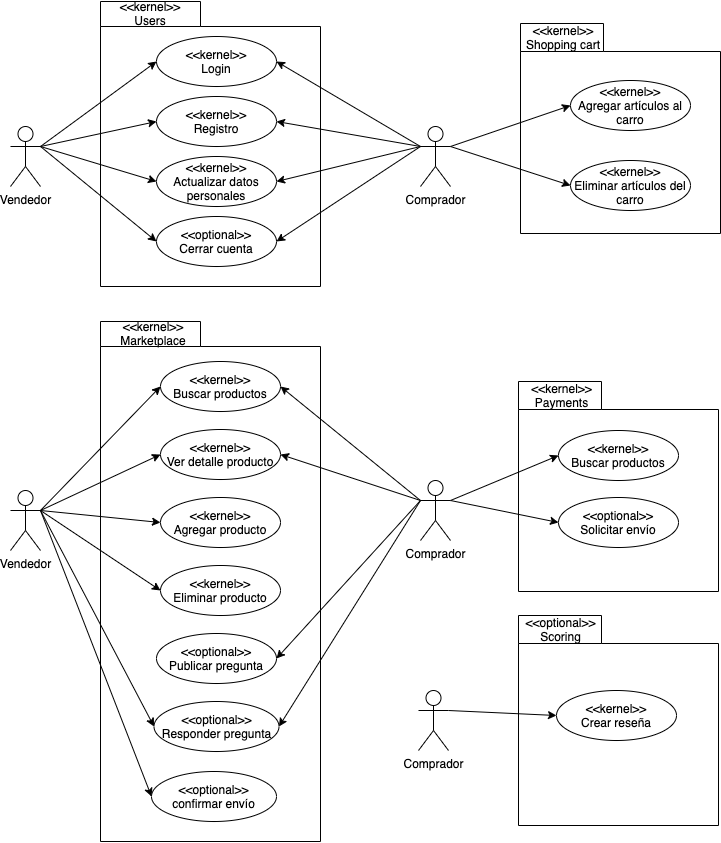 <<kernel>>
Users
<<kernel>>
Login
<<kernel>>
Registro
<<kernel>>
Actualizar datos
personales
<<optional>>
Cerrar cuenta
Vendedor
Comprador
<<kernel>>
Shopping cart
<<kernel>>
Agregar artículos al
carro
<<kernel>>
Eliminar artículos del
carro
<<kernel>>
Marketplace
<<kernel>>
Buscar productos
<<kernel>>
Ver detalle producto
<<kernel>>
Agregar producto
<<kernel>>
Eliminar producto
<<optional>>
Publicar pregunta
<<optional>>
Responder pregunta
<<optional>>
confirmar envío
Vendedor
Comprador
<<kernel>>
Payments
<<kernel>>
Buscar productos
<<optional>>
Solicitar envío
<<optional>>
Scoring
<<kernel>>
Crear reseña
Comprador